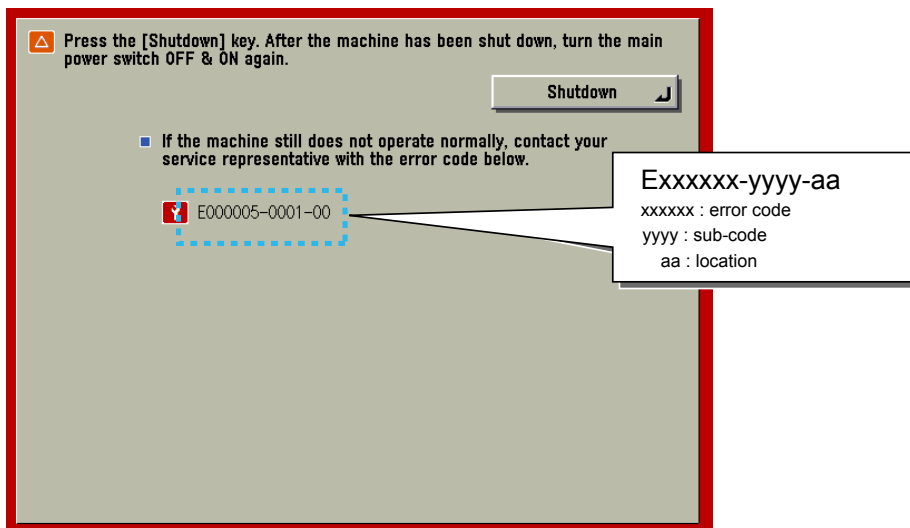 Press the [Shutdown] key. After the machine has been shut down, turn the main
power switch OFF & ON again.
Shutdown
If the machine still does not operate normally, contact your
service representative with the error code below.
E000005-0001-00
Exxxxxx-yyyy-aa
xxxxxx : error code
yyyy : sub-code
aa : location